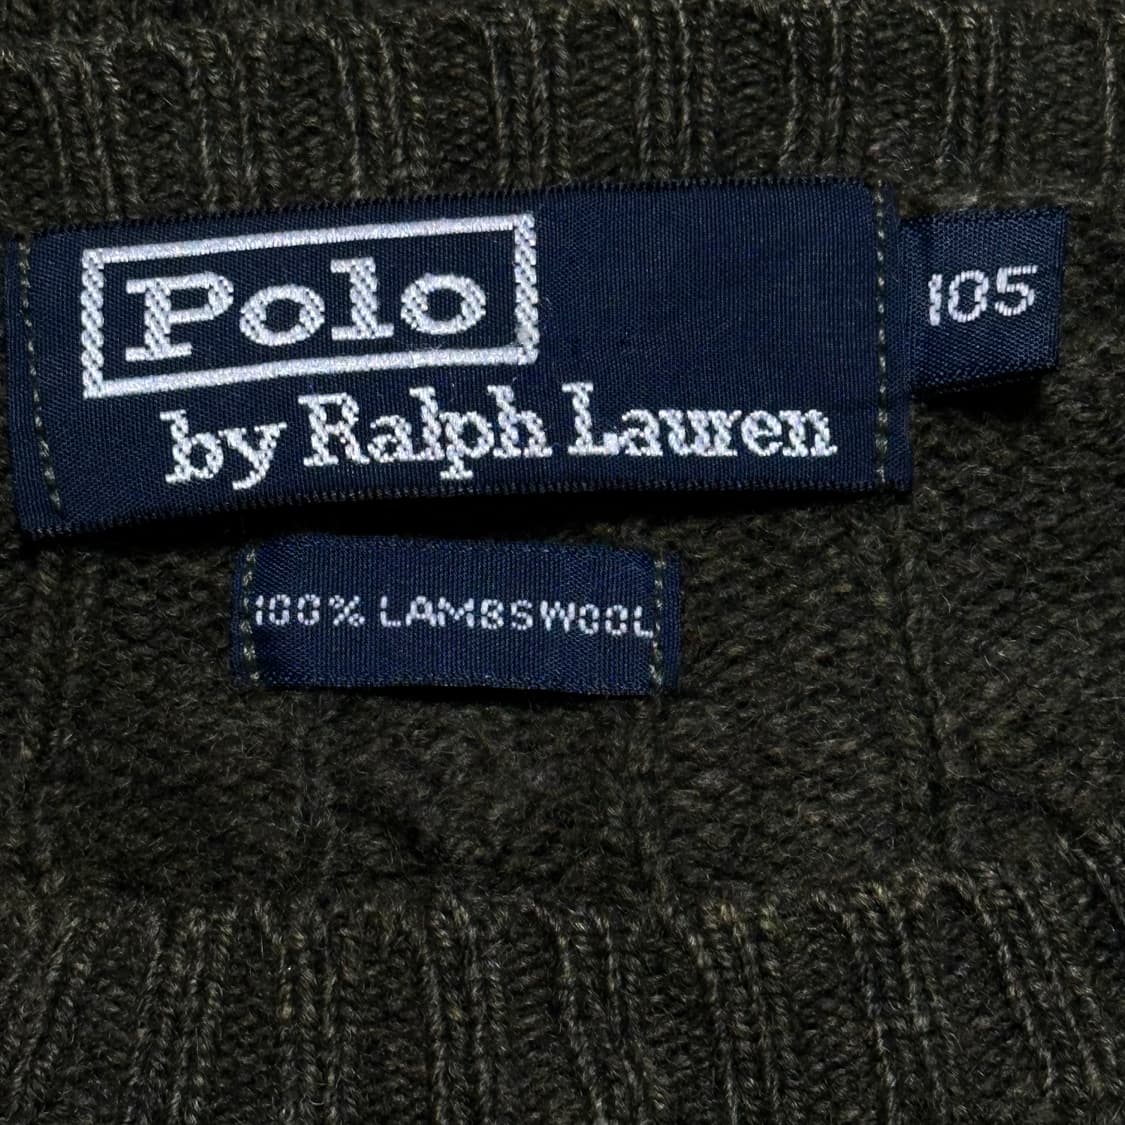 Polo
by Ralph Lauren
105
100% LAMBSWOOL